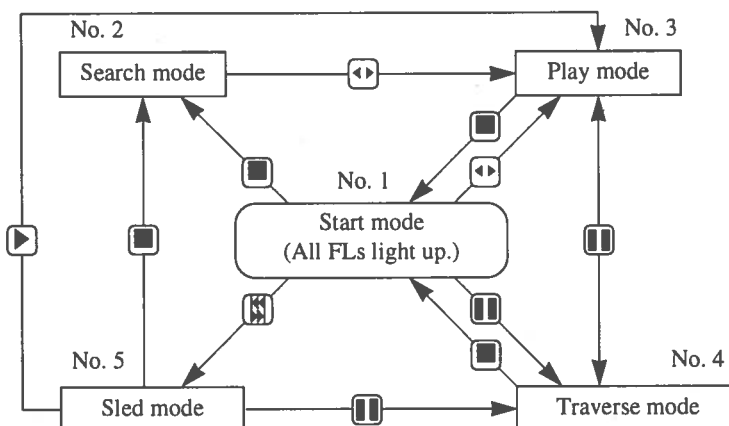 No. 2
No. 3
Search mode
Play mode
No. 1
Start mode
(All FLs light up.)
No. 5
No. 4
Sled mode
Traverse mode